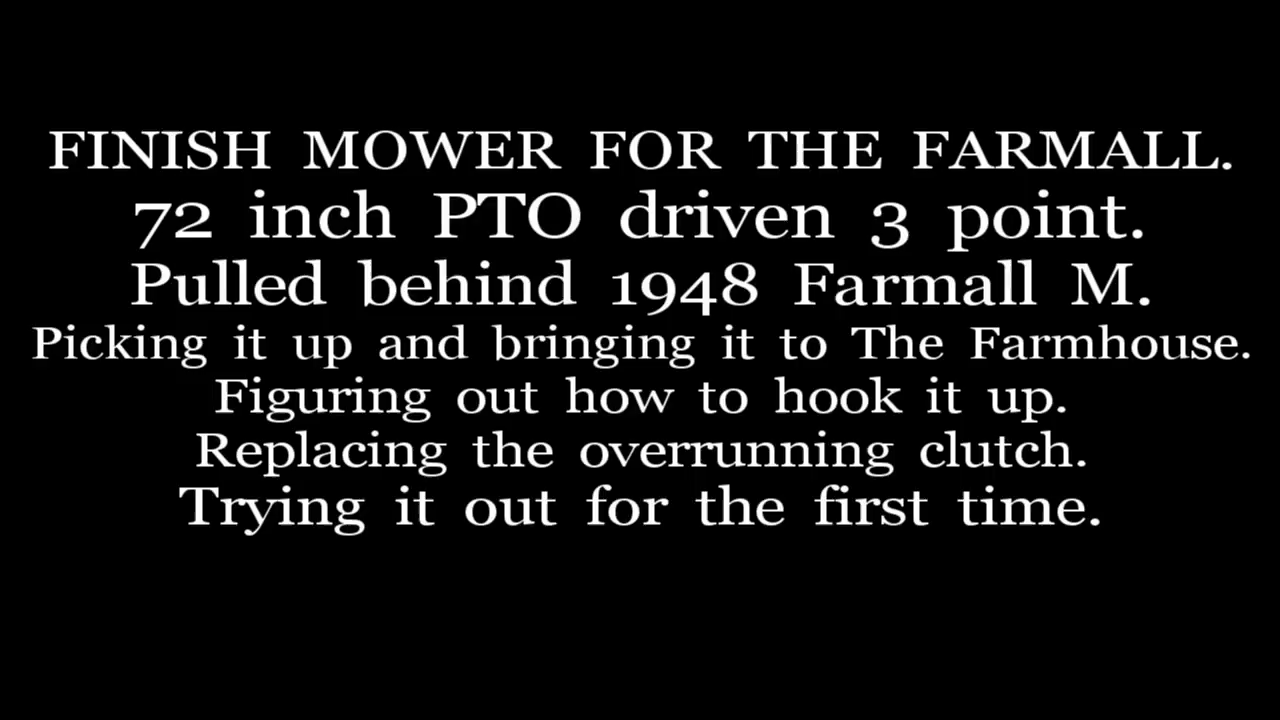 FINISH MOWER FOR THE FARMALL.
72 inch PTO driven 3 point.
Pulled behind 1948 Farmall M.
Picking it up and bringing it to The Farmhouse.
Figuring out how to hook it up.
Replacing the overrunning clutch.
Trying it out for the first time.